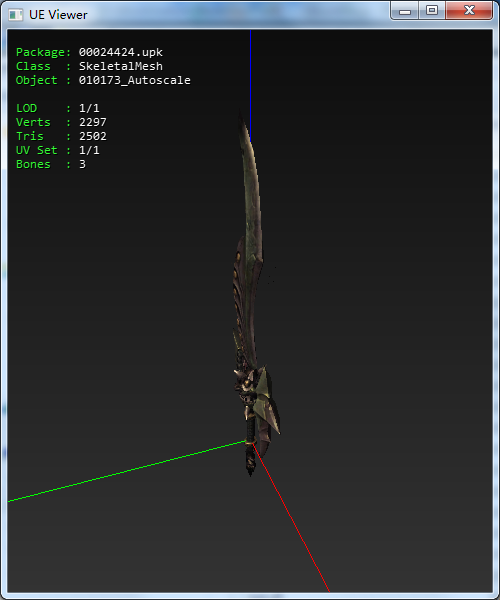 UE Viewer
Package: 00024424.upk
Class  : SkeletalMesh
Object : 010173_Autoscale
LOD    : 1/1
Verts  : 2297
Tris   : 2502
UV Set : 1/1
Bones  : 3